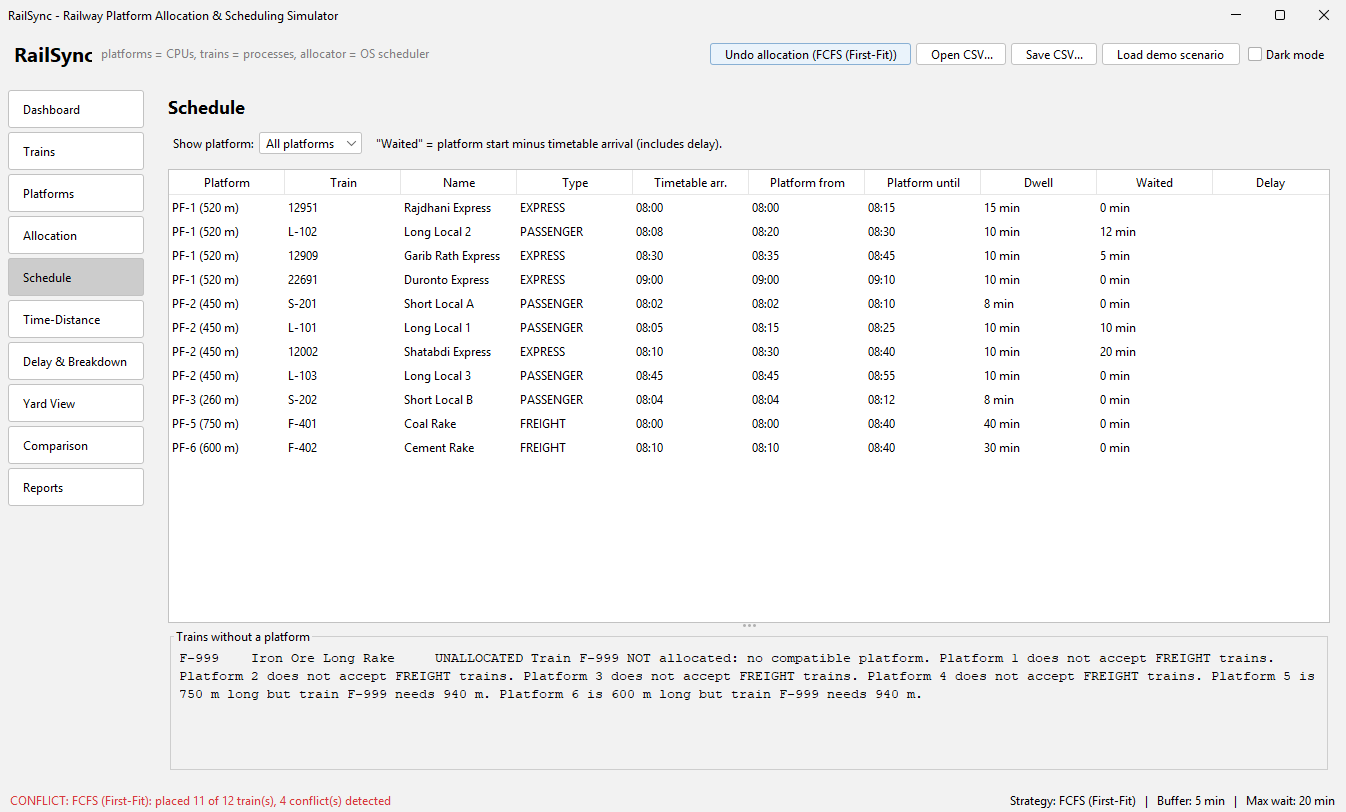 RailSync - Railway Platform Allocation & Scheduling Simulator
RailSync platforms = CPUs, trains = processes, allocator = OS scheduler Undo allocation (FCFS (First-Fit)) Open CSV... Save CSV... Load demo scenario Dark mode
Dashboard
Trains
Platforms
Allocation
Schedule
Time-Distance
Delay & Breakdown
Yard View
Comparison
Reports
Schedule
Show platform: All platforms "Waited" = platform start minus timetable arrival (includes delay).
Platform Train Name Type Timetable arr. Platform from Platform until Dwell Waited Delay
PF-1 (520 m) 12951 Rajdhani Express EXPRESS 08:00 08:00 08:15 15 min 0 min
PF-1 (520 m) L-102 Long Local 2 PASSENGER 08:08 08:20 08:30 10 min 12 min
PF-1 (520 m) 12909 Garib Rath Express EXPRESS 08:30 08:35 08:45 10 min 5 min
PF-1 (520 m) 22691 Duronto Express EXPRESS 09:00 09:00 09:10 10 min 0 min
PF-2 (450 m) S-201 Short Local A PASSENGER 08:02 08:02 08:10 8 min 0 min
PF-2 (450 m) L-101 Long Local 1 PASSENGER 08:05 08:15 08:25 10 min 10 min
PF-2 (450 m) 12002 Shatabdi Express EXPRESS 08:10 08:30 08:40 10 min 20 min
PF-2 (450 m) L-103 Long Local 3 PASSENGER 08:45 08:45 08:55 10 min 0 min
PF-3 (260 m) S-202 Short Local B PASSENGER 08:04 08:04 08:12 8 min 0 min
PF-5 (750 m) F-401 Coal Rake FREIGHT 08:00 08:00 08:40 40 min 0 min
PF-6 (600 m) F-402 Cement Rake FREIGHT 08:10 08:10 08:40 30 min 0 min
Trains without a platform
F-999 Iron Ore Long Rake UNALLOCATED Train F-999 NOT allocated: no compatible platform. Platform 1 does not accept FREIGHT trains.
Platform 2 does not accept FREIGHT trains. Platform 3 does not accept FREIGHT trains. Platform 4 does not accept FREIGHT trains. Platform 5 is
750 m long but train F-999 needs 940 m. Platform 6 is 600 m long but train F-999 needs 940 m.
CONFLICT: FCFS (First-Fit): placed 11 of 12 train(s), 4 conflict(s) detected Strategy: FCFS (First-Fit) | Buffer: 5 min | Max wait: 20 min